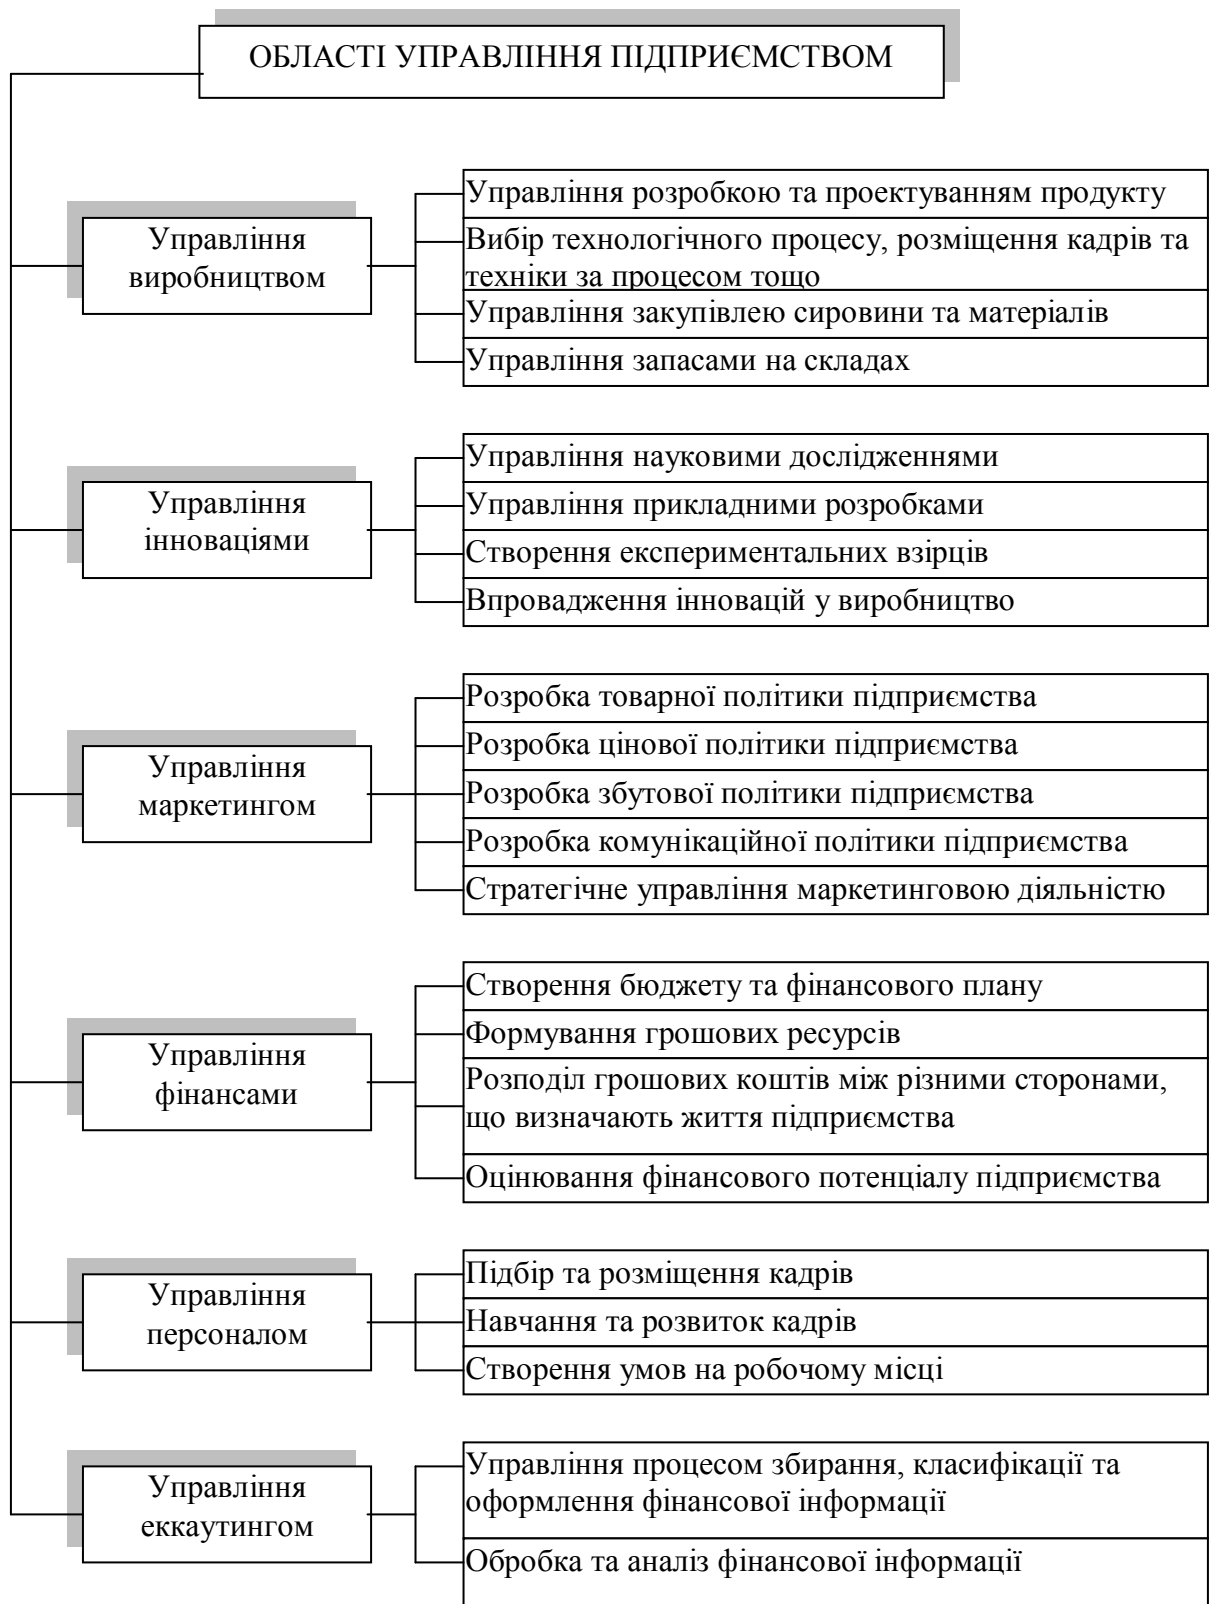 ОБЛАСТІ УПРАВЛІННЯ ПІДПРИЄМСТВОМ
Управління
виробництвом
Управління розробкою та проектуванням продукту
Вибір технологічного процесу, розміщення кадрів та
техніки за процесом тощо
Управління закупівлею сировини та матеріалів
Управління запасами на складах
Управління
інноваціями
Управління науковими дослідженнями
Управління прикладними розробками
Створення експериментальних взірців
Впровадження інновацій у виробництво
Управління
маркетингом
Розробка товарної політики підприємства
Розробка цінової політики підприємства
Розробка збутової політики підприємства
Розробка комунікаційної політики підприємства
Стратегічне управління маркетинговою діяльністю
Управління
фінансами
Створення бюджету та фінансового плану
Формування грошових ресурсів
Розподіл грошових коштів між різними сторонами,
що визначають життя підприємства
Оцінювання фінансового потенціалу підприємства
Управління
персоналом
Підбір та розміщення кадрів
Навчання та розвиток кадрів
Створення умов на робочому місці
Управління
еккаутингом
Управління процесом збирання, класифікації та
оформлення фінансової інформації
Обробка та аналіз фінансової інформації